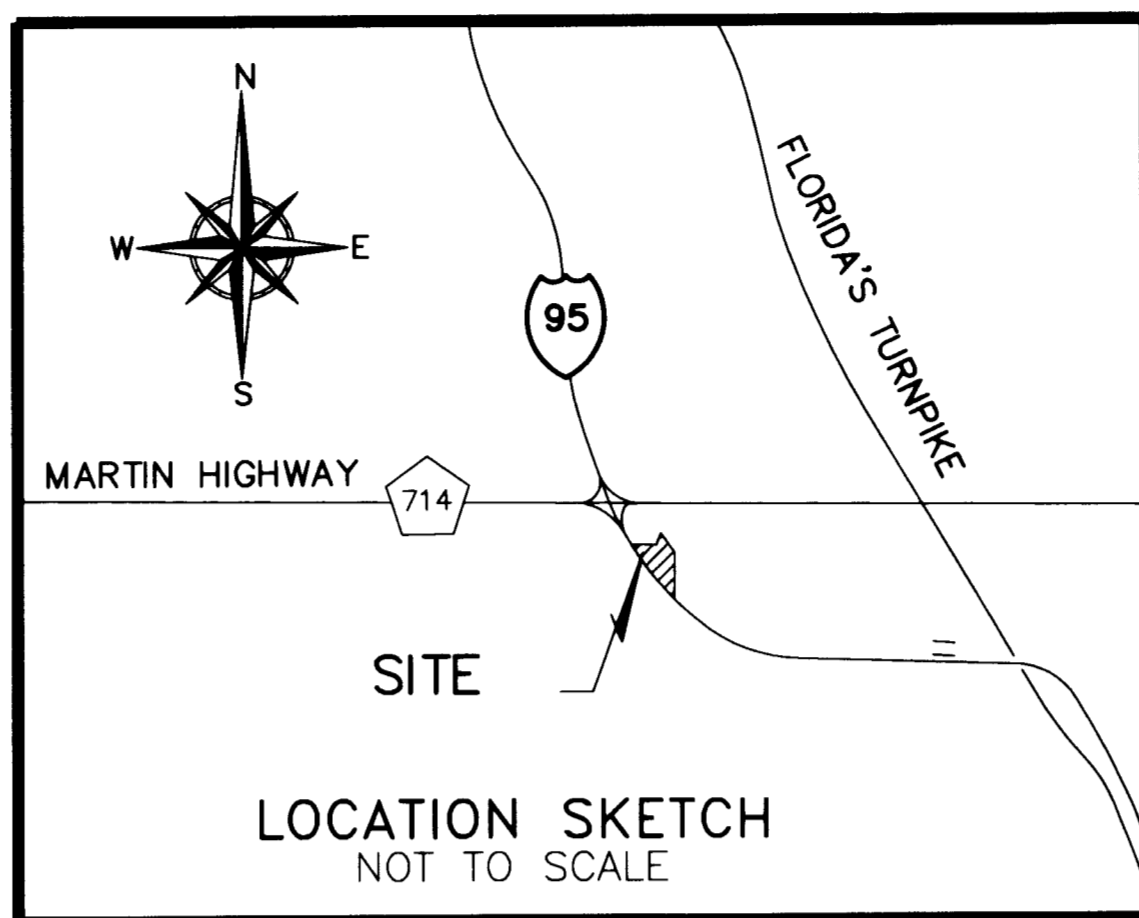 N
W
E
S
95
FLORIDA'S TURNPIKE
MARTIN HIGHWAY
714
SITE
LOCATION SKETCH
NOT TO SCALE